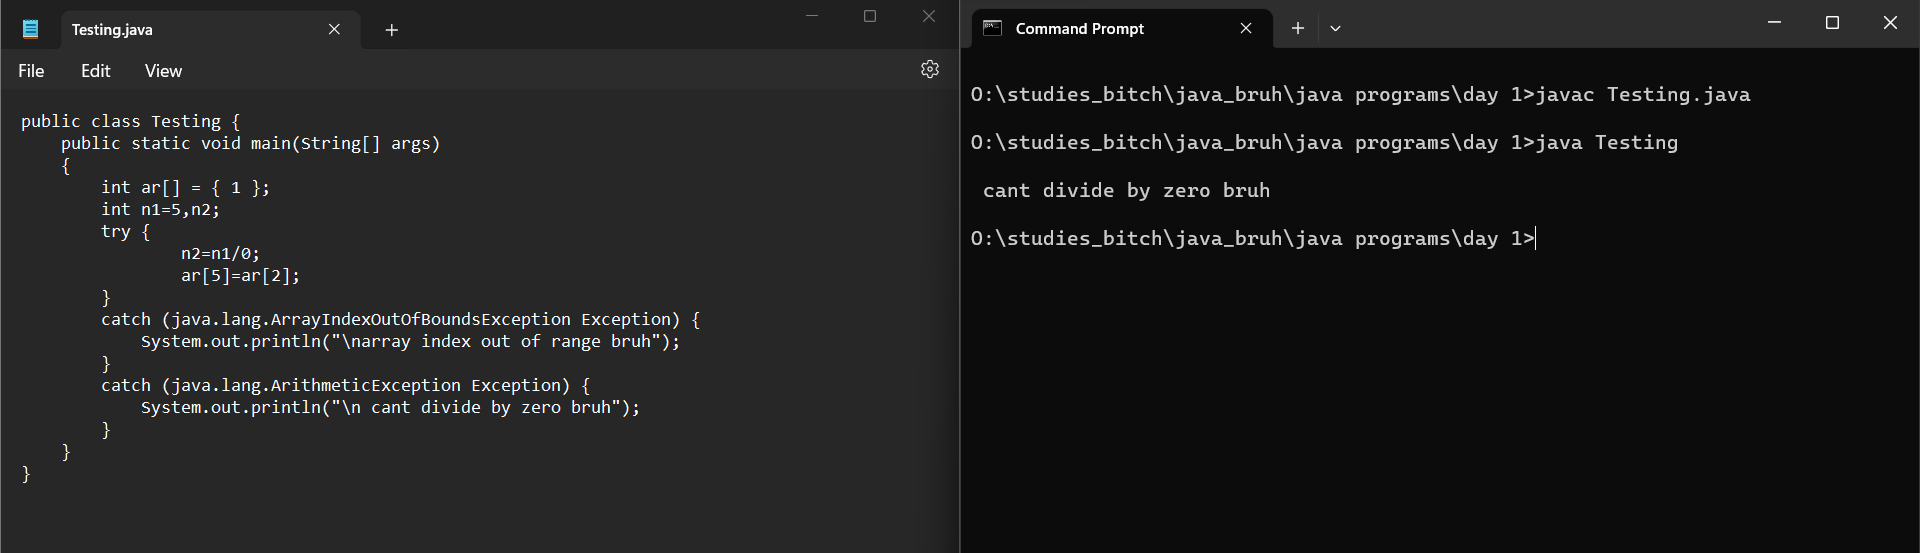 Testing.java
File Edit View
public class Testing {
    public static void main(String[] args)
    {
        int ar[] = { 1 };
        int n1=5,n2;
        try {
                n2=n1/0;
                ar[5]=ar[2];
        }
        catch (java.lang.ArrayIndexOutOfBoundsException Exception) {
            System.out.println("\narray index out of range bruh");
        }
        catch (java.lang.ArithmeticException Exception) {
            System.out.println("\n cant divide by zero bruh");
        }
    }
}
Command Prompt
O:\studies_bitch\java_bruh\java programs\day 1>javac Testing.java
O:\studies_bitch\java_bruh\java programs\day 1>java Testing
 cant divide by zero bruh
O:\studies_bitch\java_bruh\java programs\day 1>